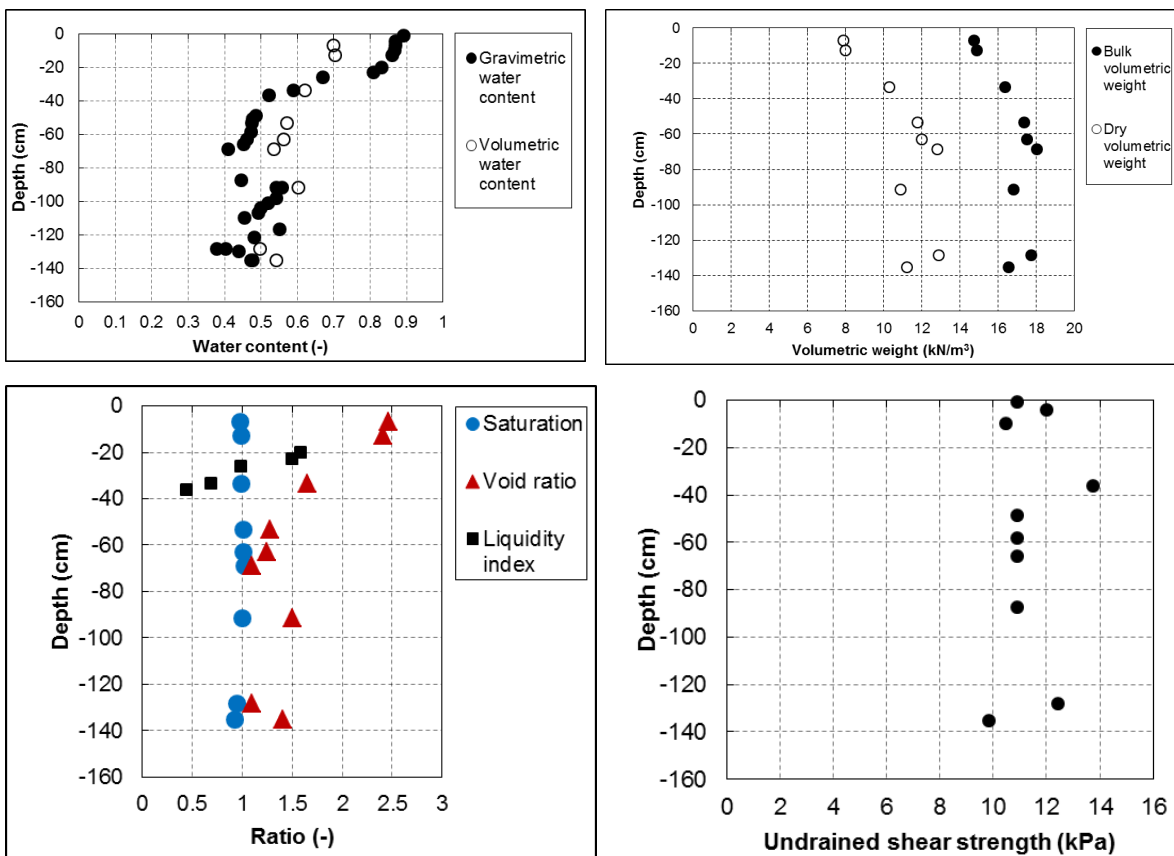 0
-20
-40
-60
-80
-100
-120
-140
-160
Depth (cm)
0 0.1 0.2 0.3 0.4 0.5 0.6 0.7 0.8 0.9 1
Water content (-)
Gravimetric
water
content
Volumetric
water
content
0
-20
-40
-60
-80
-100
-120
-140
-160
Depth (cm)
0 2 4 6 8 10 12 14 16 18 20
Volumetric weight (kN/m³)
Bulk
volumetric
weight
Dry
volumetric
weight
0
-20
-40
-60
-80
-100
-120
-140
-160
Depth (cm)
0 0.5 1 1.5 2 2.5 3
Ratio (-)
Saturation
Void ratio
Liquidity
index
0
-20
-40
-60
-80
-100
-120
-140
-160
Depth (cm)
0 2 4 6 8 10 12 14 16
Undrained shear strength (kPa)